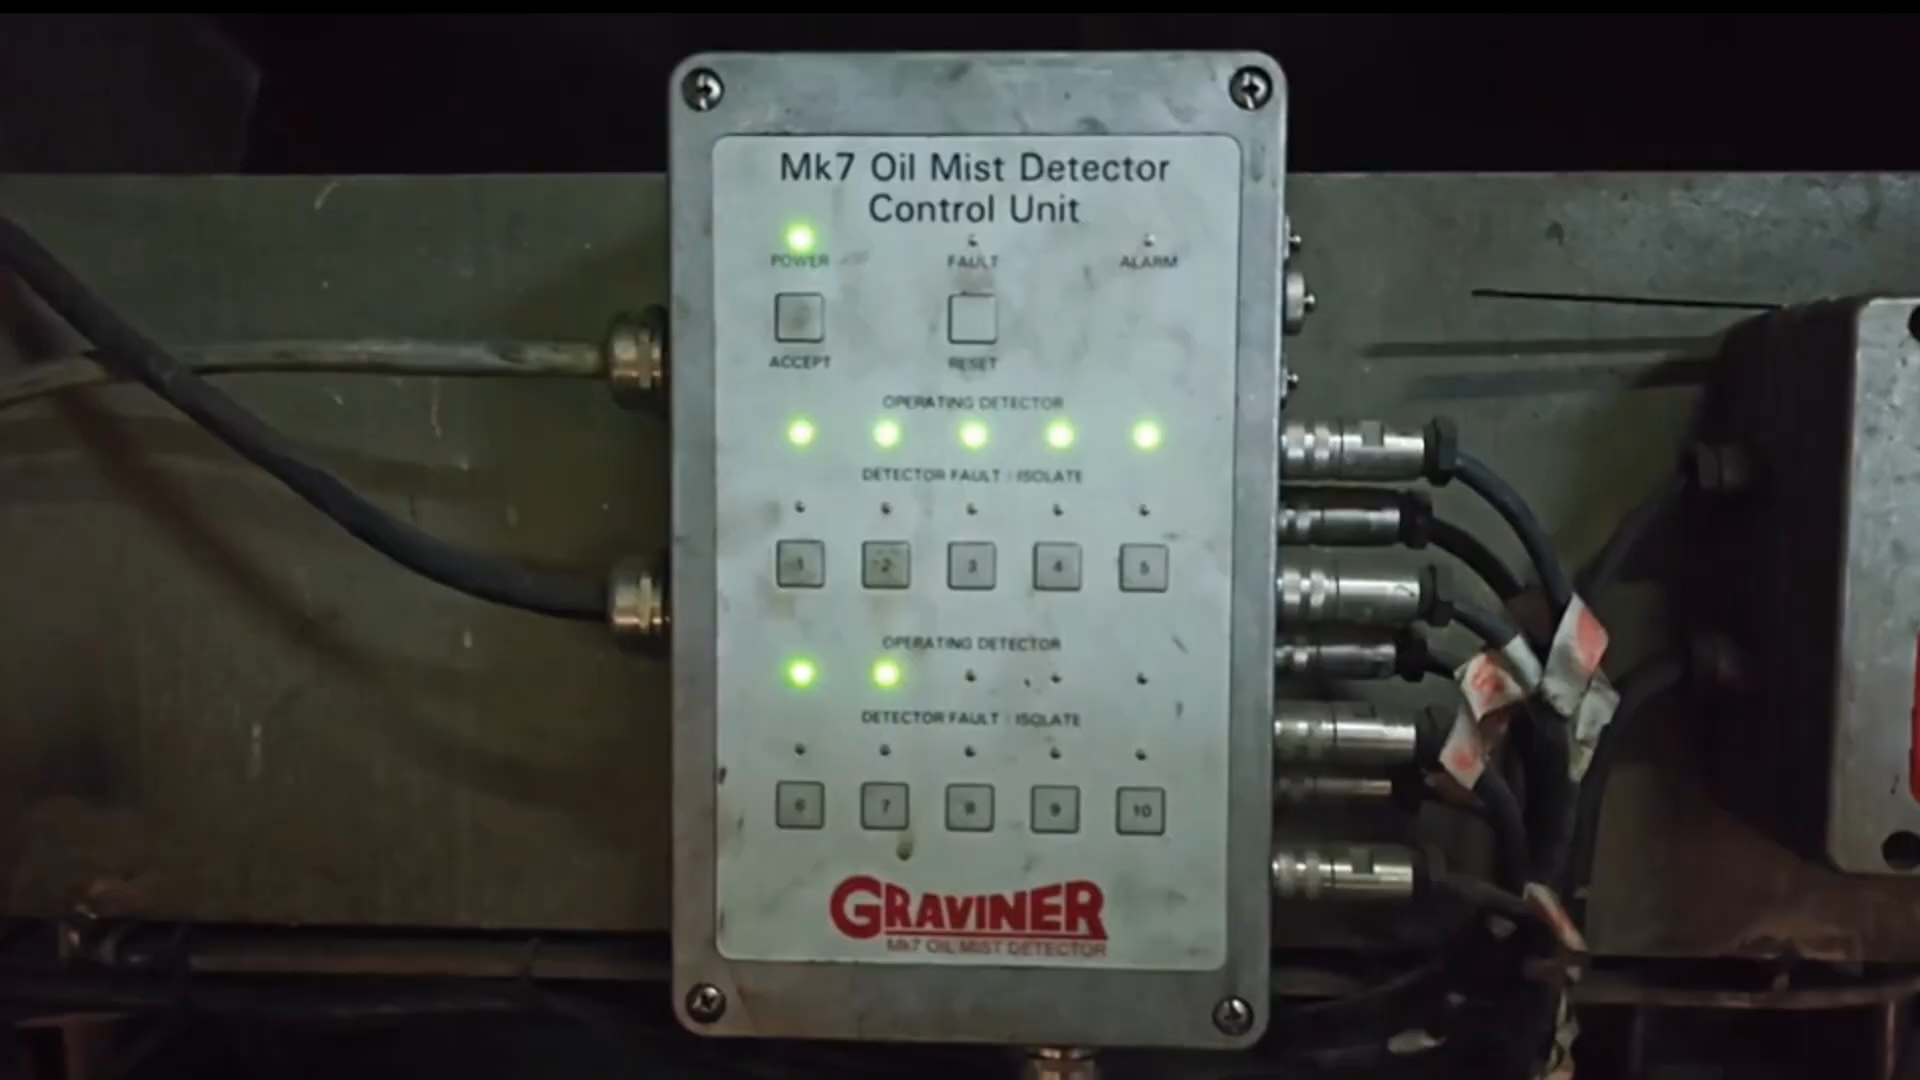 Mk7 Oil Mist Detector
Control Unit
POWER FAULT ALARM
ACCEPT RESET
OPERATING DETECTOR
DETECTOR FAULT / ISOLATE
1 2 3 4 5
OPERATING DETECTOR
DETECTOR FAULT / ISOLATE
6 7 8 9 10
GRAVINER
Mk7 OIL MIST DETECTOR